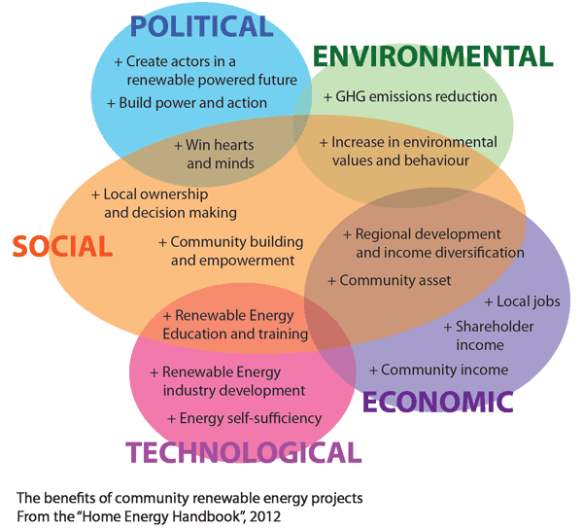 POLITICAL
+ Create actors in a
renewable powered future
+ Build power and action
ENVIRONMENTAL
+ GHG emissions reduction
+ Win hearts
and minds
+ Increase in environmental
values and behaviour
+ Local ownership
and decision making
SOCIAL
+ Community building
and empowerment
+ Regional development
and income diversification
+ Community asset
+ Local jobs
+ Shareholder
income
+ Community income
ECONOMIC
+ Renewable Energy
Education and training
+ Renewable Energy
industry development
+ Energy self-sufficiency
TECHNOLOGICAL
The benefits of community renewable energy projects
From the “Home Energy Handbook”, 2012